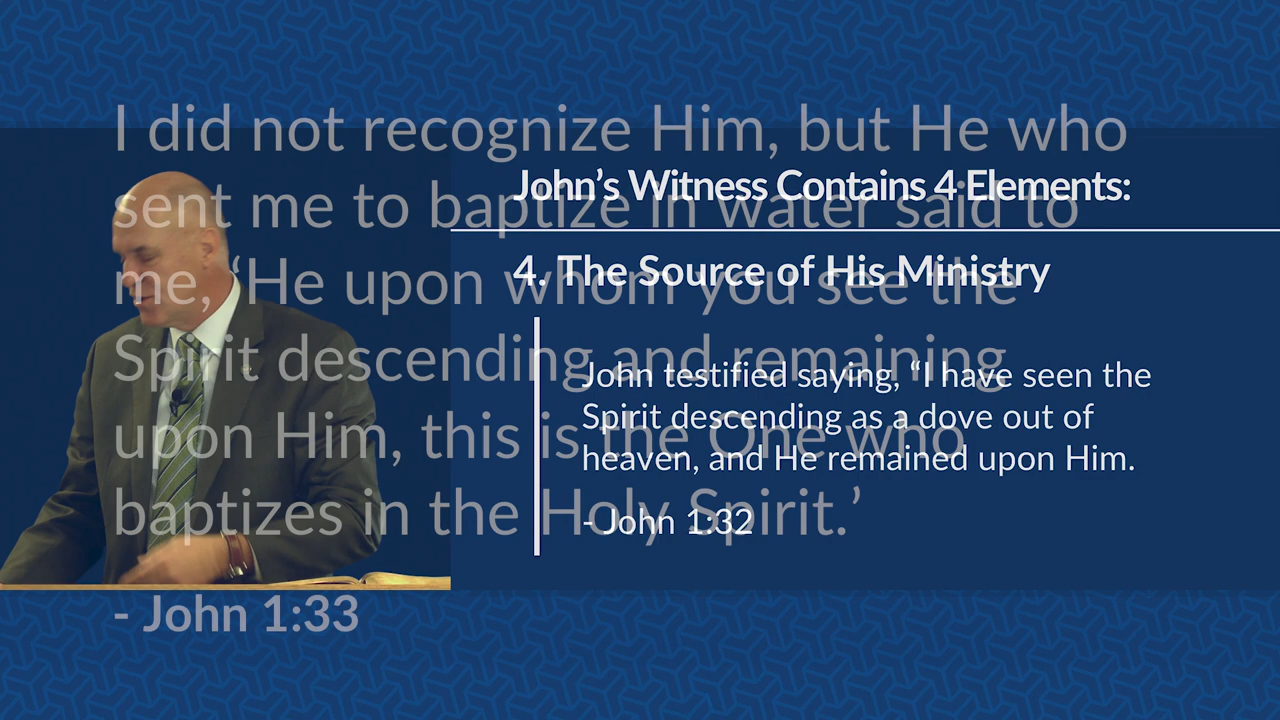 I did not recognize Him, but He who
sent me to baptize in water said to
me, ‘He upon whom you see the
Spirit descending and remaining
upon Him, this is the One who
baptizes in the Holy Spirit.’
- John 1:33
John’s Witness Contains 4 Elements:
4. The Source of His Ministry
John testified saying, “I have seen the
Spirit descending as a dove out of
heaven, and He remained upon Him.
- John 1:32